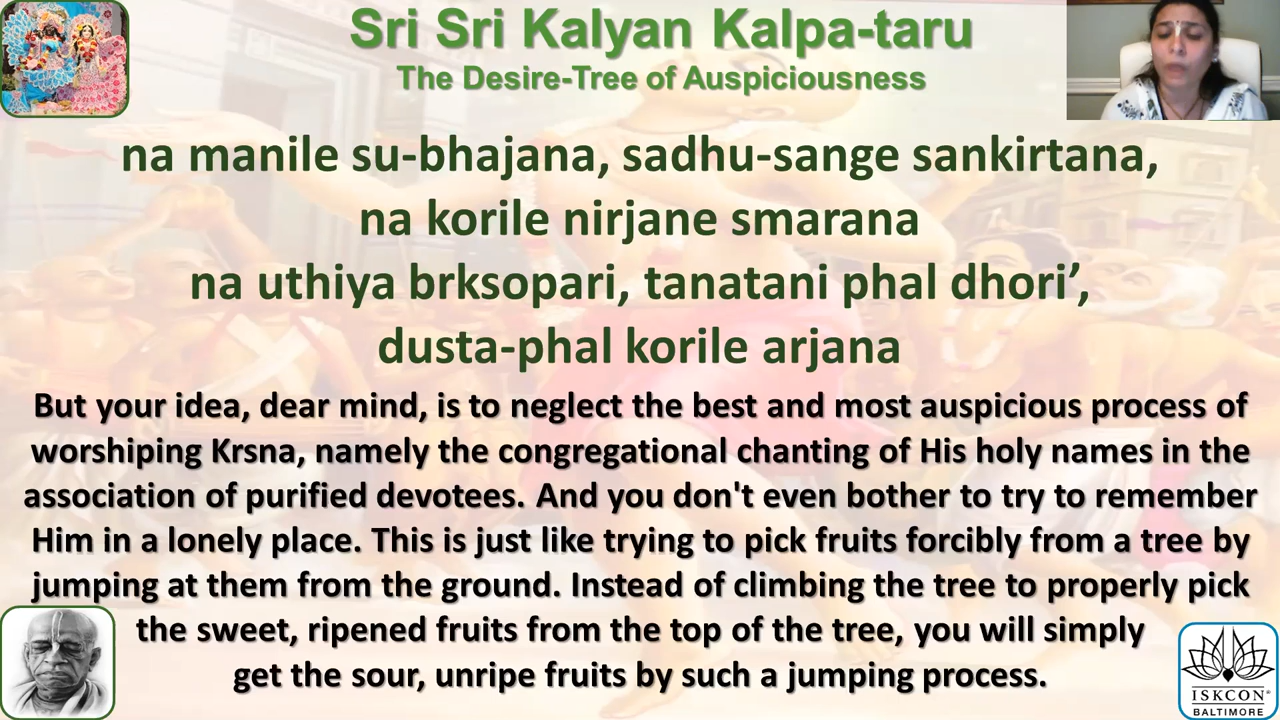 Sri Sri Kalyan Kalpa-taru
The Desire-Tree of Auspiciousness
na manile su-bhajana, sadhu-sange sankirtana,
na korile nirjane smarana
na uthiya brksopari, tanatani phal dhori’,
dusta-phal korile arjana
But your idea, dear mind, is to neglect the best and most auspicious process of
worshiping Krsna, namely the congregational chanting of His holy names in the
association of purified devotees. And you don't even bother to try to remember
Him in a lonely place. This is just like trying to pick fruits forcibly from a tree by
jumping at them from the ground. Instead of climbing the tree to properly pick
the sweet, ripened fruits from the top of the tree, you will simply
get the sour, unripe fruits by such a jumping process.
ISKCON®
BALTIMORE